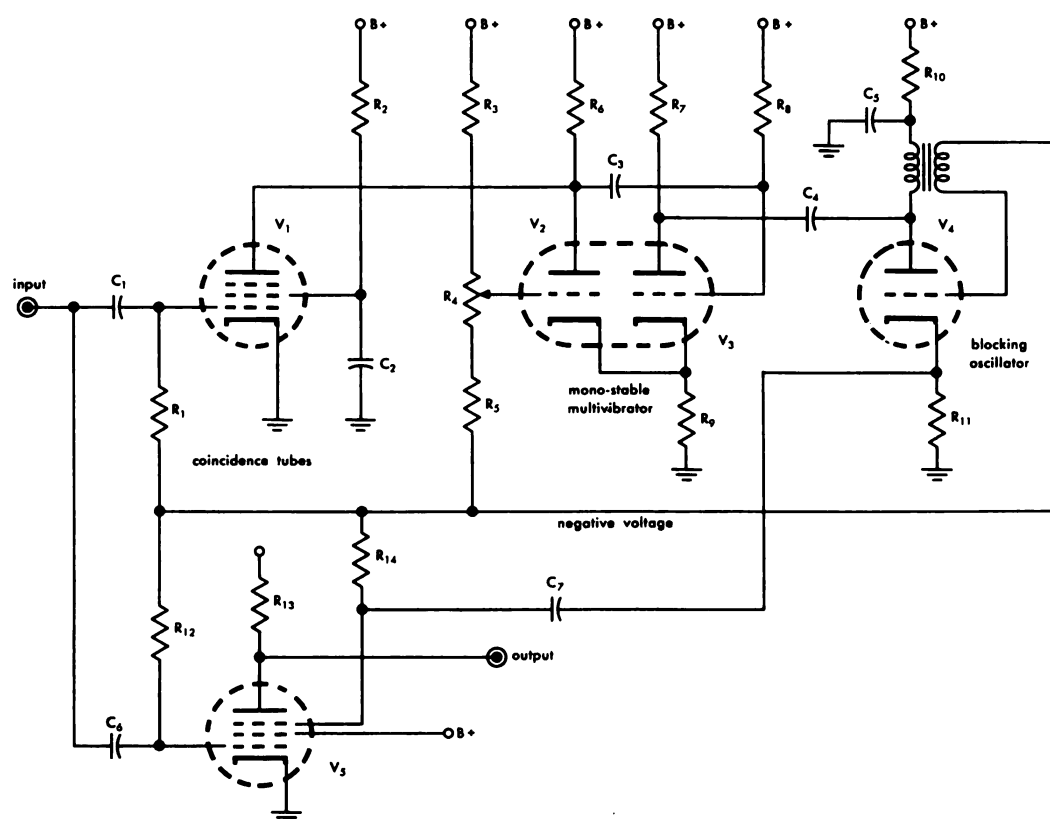 B+
B+
B+
B+
B+
B+
R10
C5
R2
R3
R6
R7
R8
C3
C4
V1
V2
V4
input
C1
R4
V3
blocking
oscillator
C2
mono-stable
multivibrator
R1
R5
R9
R11
coincidence tubes
negative voltage
R14
C7
R13
R12
output
C6
B+
V5